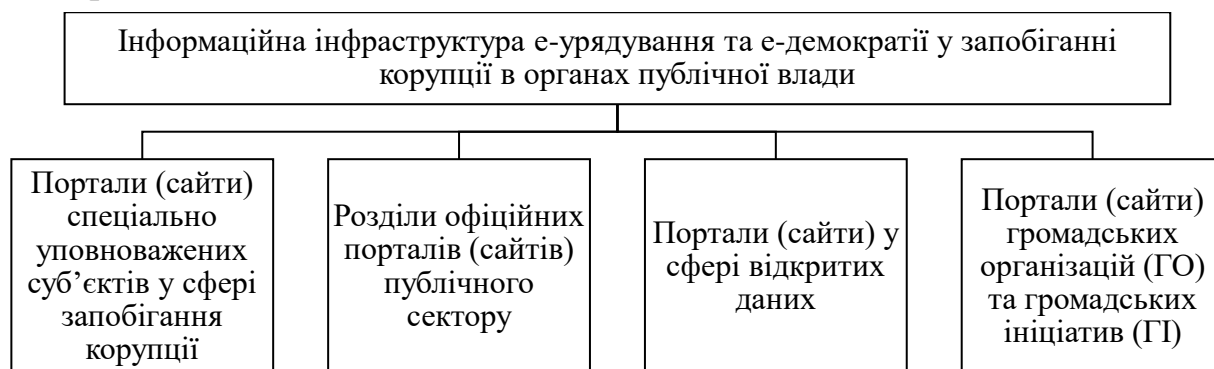 Інформаційна інфраструктура е-урядування та е-демократії у запобіганні
корупції в органах публічної влади
Портали (сайти)
спеціально
уповноважених
суб’єктів у сфері
запобігання
корупції
Розділи офіційних
порталів (сайтів)
публічного
сектору
Портали (сайти) у
сфері відкритих
даних
Портали (сайти)
громадських
організацій (ГО)
та громадських
ініціатив (ГІ)